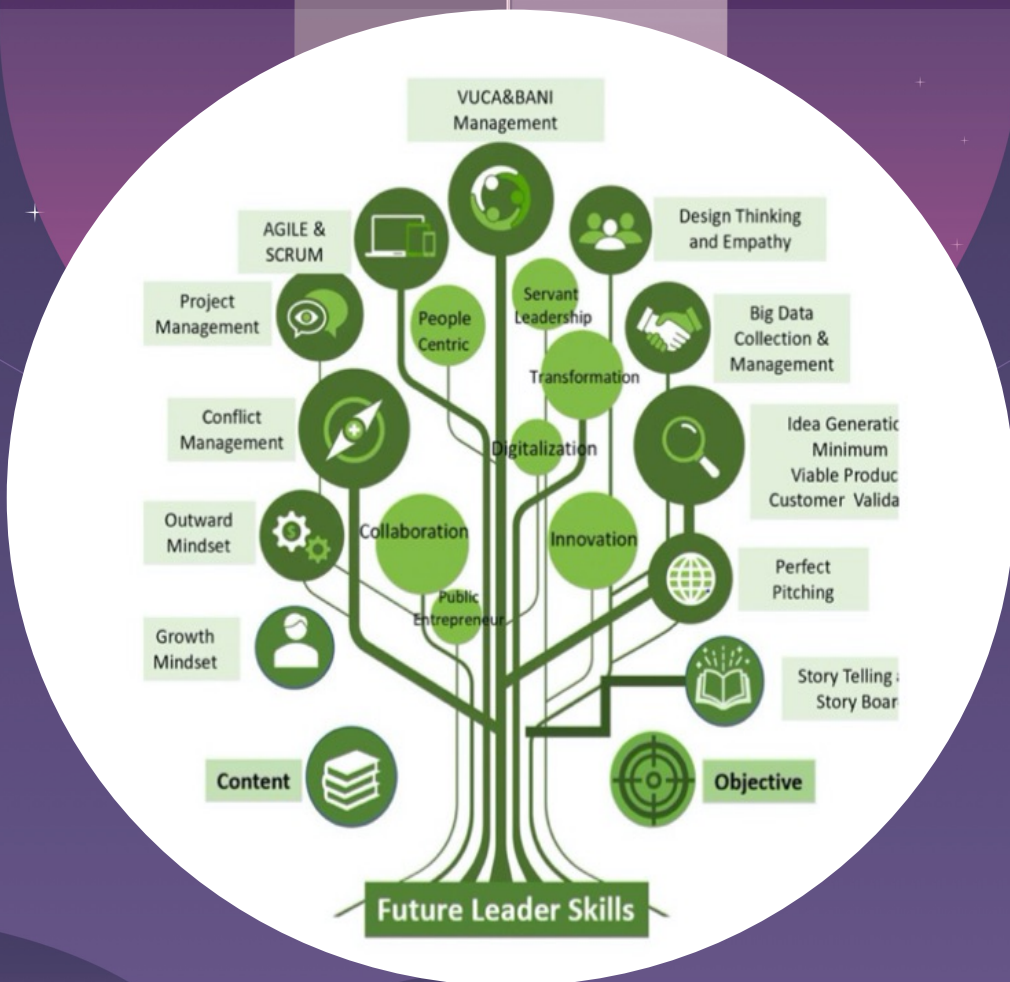 VUCA&BANI
Management
AGILE &
SCRUM
Design Thinking
and Empathy
Project
Management
People
Centric
Servant
Leadership
Big Data
Collection &
Management
Transformation
Conflict
Management
Digitalization
Idea Generatio
Minimum
Viable Produc
Customer Valida
Outward
Mindset
Collaboration
Innovation
Perfect
Pitching
Public
Entrepreneur
Growth
Mindset
Story Telling
Story Boar
Content
Objective
Future Leader Skills
$